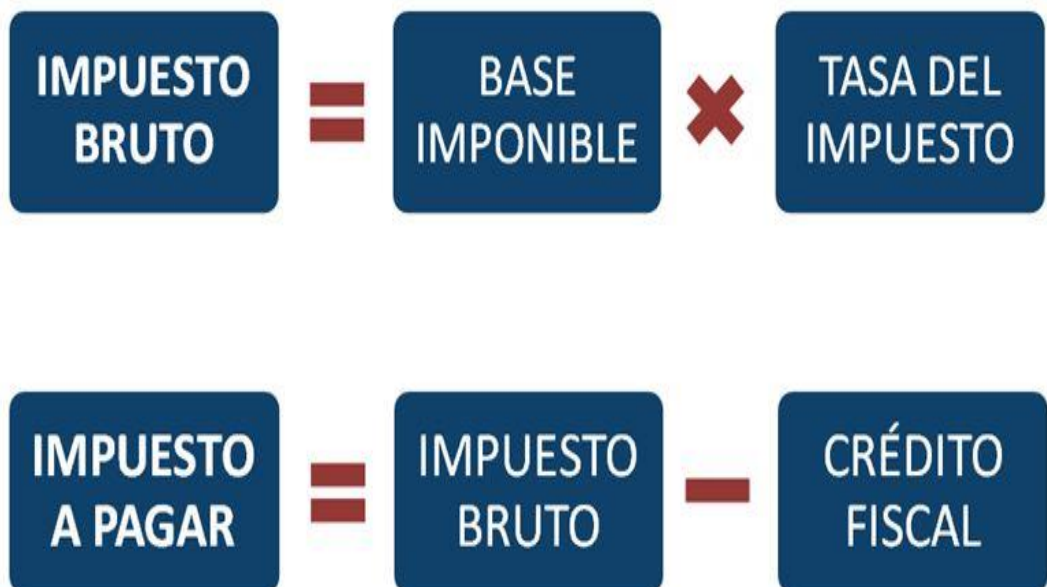 IMPUESTO
BRUTO
=
BASE
IMPONIBLE
×
TASA DEL
IMPUESTO
IMPUESTO
A PAGAR
=
IMPUESTO
BRUTO
−
CRÉDITO
FISCAL